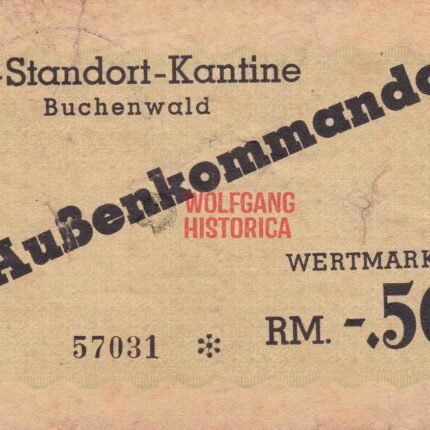 -Standort-Kantine
Buchenwald
Außenkommando
WOLFGANG
HISTORICA
WERTMARK
RM. -.50
57031 *